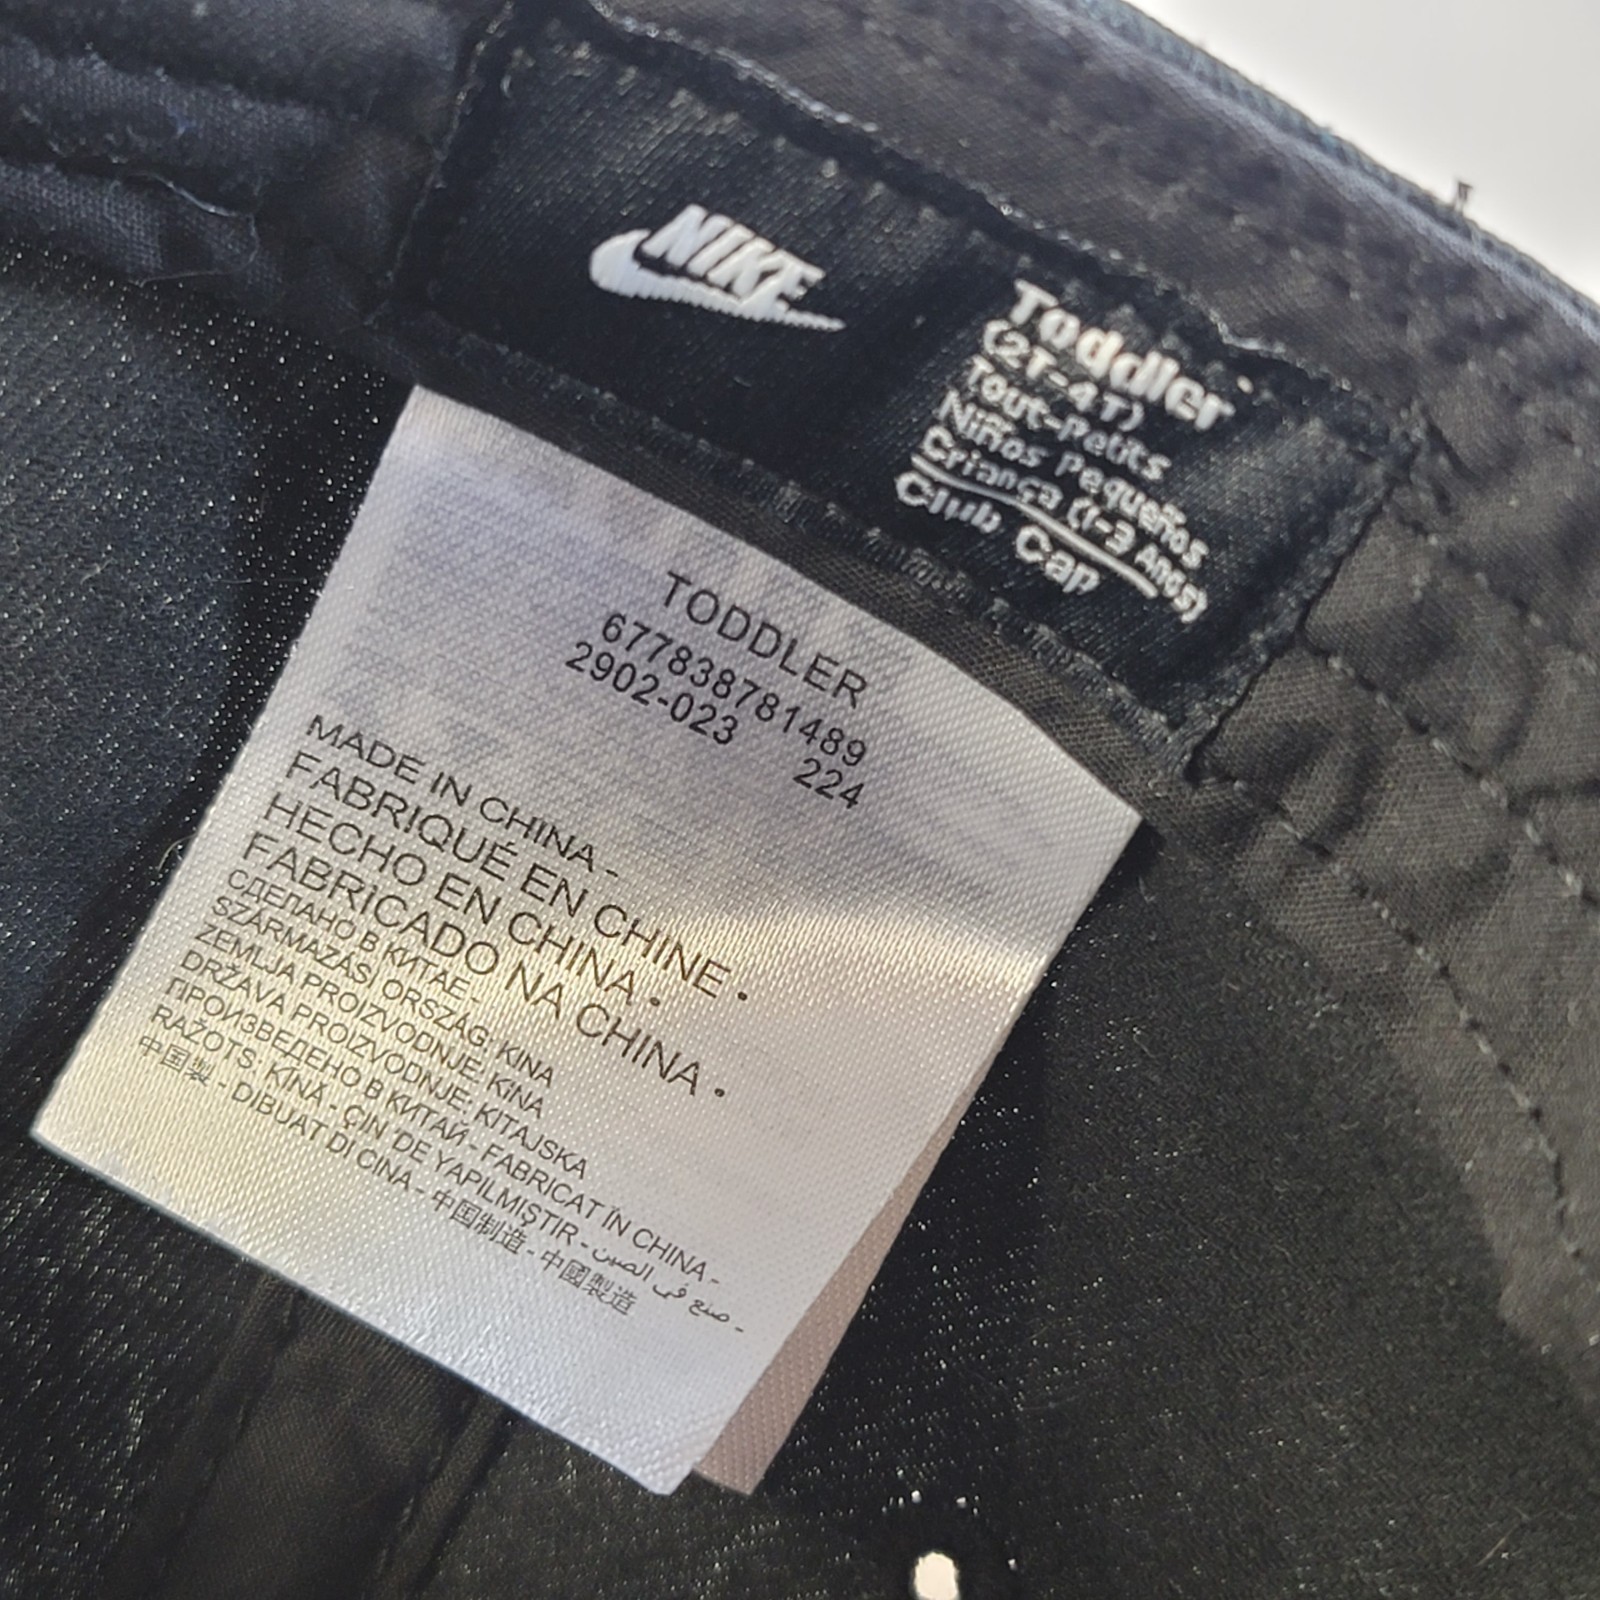 NIKE
Toddler
(2T-4T)
Tout-Petits
Niños Pequeños
Criança (1-3 Anos)
Club Cap
TODDLER
677838781489
2902-023 224
MADE IN CHINA -
FABRIQUÉ EN CHINE •
HECHO EN CHINA •
FABRICADO NA CHINA •
СДЕЛАНО В КИТАЕ -
SZÁRMAZÁSI ORSZÁG: KINA
ZEMLJA PROIZVODNJE: KINA
DRŽAVA PROIZVODNJE: KITAJSKA
ПРОИЗВЕДЕНО В КИТАЙ - FABRICAT ÎN CHINA -
RAŽOTS: ĶĪNĀ - ÇIN 'DE YAPILMIŞTIR - صنع في الصين -
中国製 - DIBUAT DI CINA - 中国制造 - 中國製造